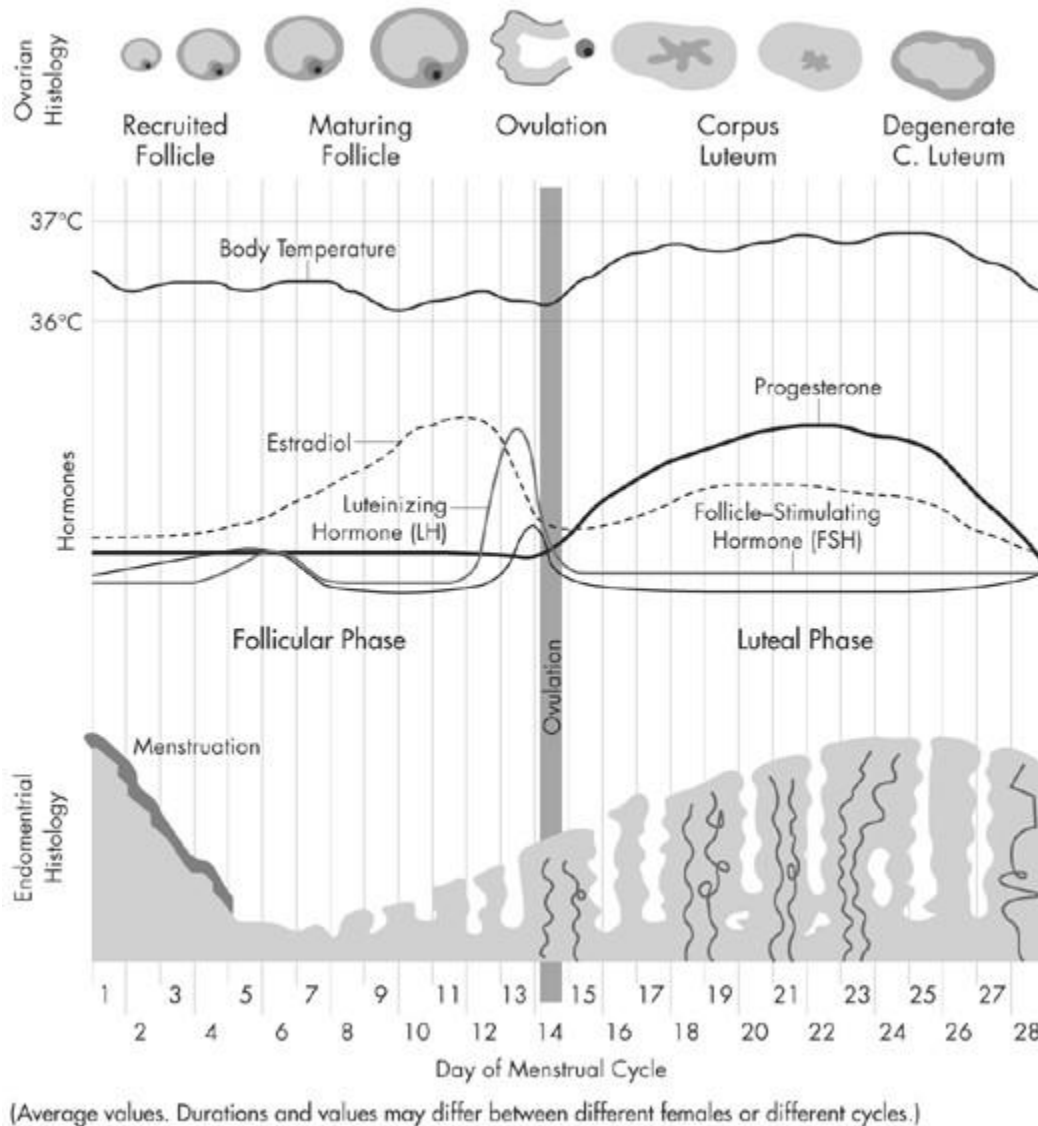 Ovarian
Histology
Recruited
Follicle
Maturing
Follicle
Ovulation
Corpus
Luteum
Degenerate
C. Luteum
37°C
Body Temperature
36°C
Hormones
Progesterone
Estradiol
Luteinizing
Hormone (LH)
Follicle–Stimulating
Hormone (FSH)
Follicular Phase
Luteal Phase
Ovulation
Endomentrial
Histology
Menstruation
1 3 5 7 9 11 13 15 17 19 21 23 25 27
2 4 6 8 10 12 14 16 18 20 22 24 26 28
Day of Menstrual Cycle
(Average values. Durations and values may differ between different females or different cycles.)